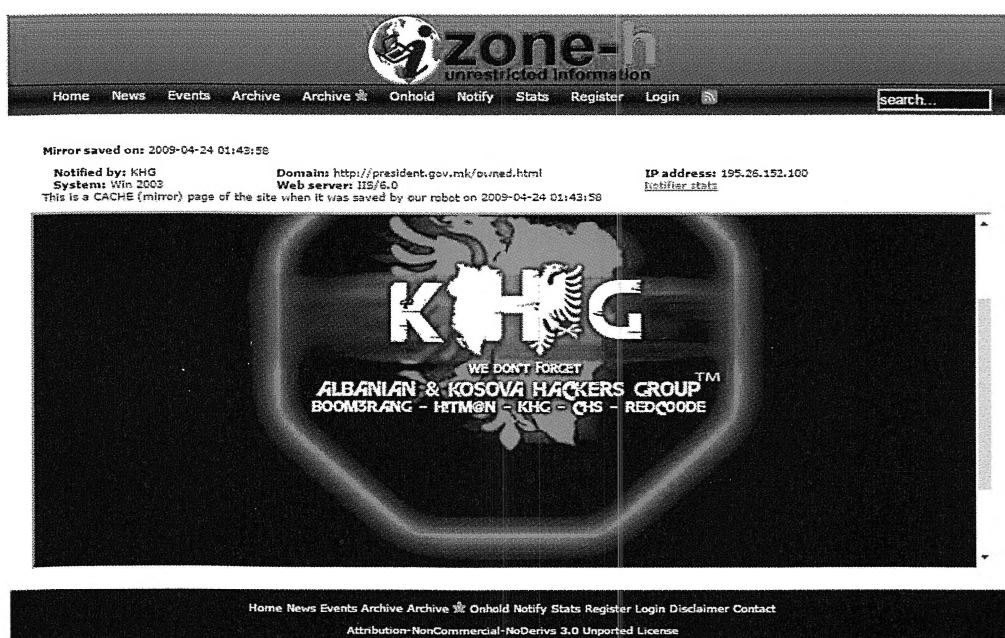 zone-h
unrestricted information
Home News Events Archive Archive Onhold Notify Stats Register Login search...
Mirror saved on: 2009-04-24 01:43:58
Notified by: KHG Domain: http://president.gov.mk/owned.html IP address: 195.26.152.100
System: Win 2003 Web server: IIS/6.0 Notifier stats
This is a CACHE (mirror) page of the site when it was saved by our robot on 2009-04-24 01:43:58
KHG
WE DON'T FORGET
ALBANIAN & KOSOVA HACKERS GROUP™
BOOM3RANG - H!TM@N - KHG - CHS - REDCOODE
Home News Events Archive Archive Onhold Notify Stats Register Login Disclaimer Contact
Attribution-NonCommercial-NoDerivs 3.0 Unported License